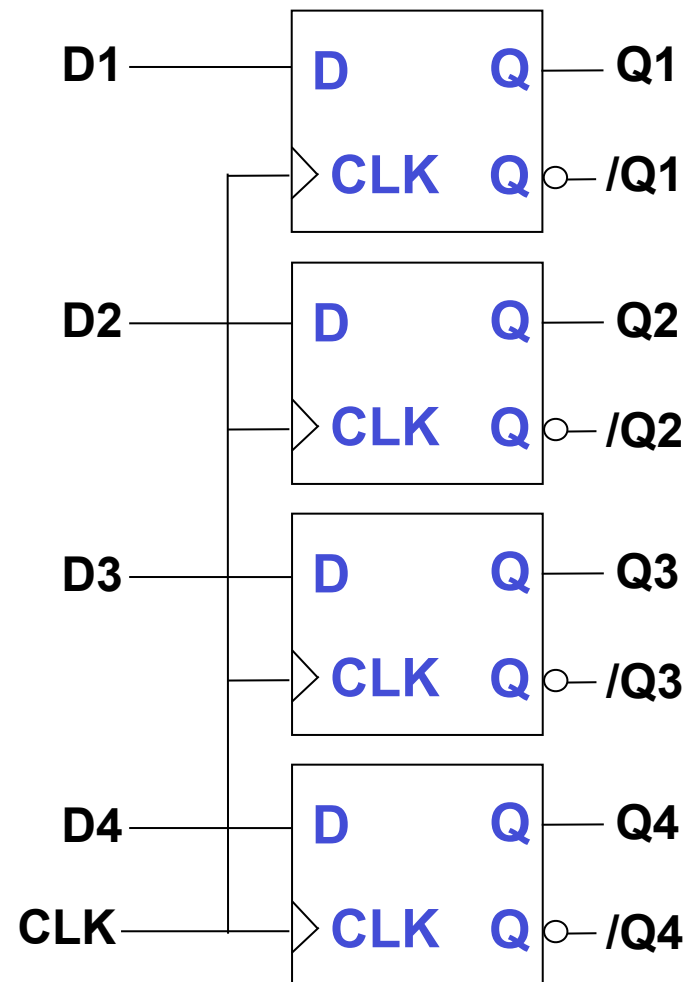 D1 D Q Q1
CLK Q /Q1
D2 D Q Q2
CLK Q /Q2
D3 D Q Q3
CLK Q /Q3
D4 D Q Q4
CLK CLK Q /Q4